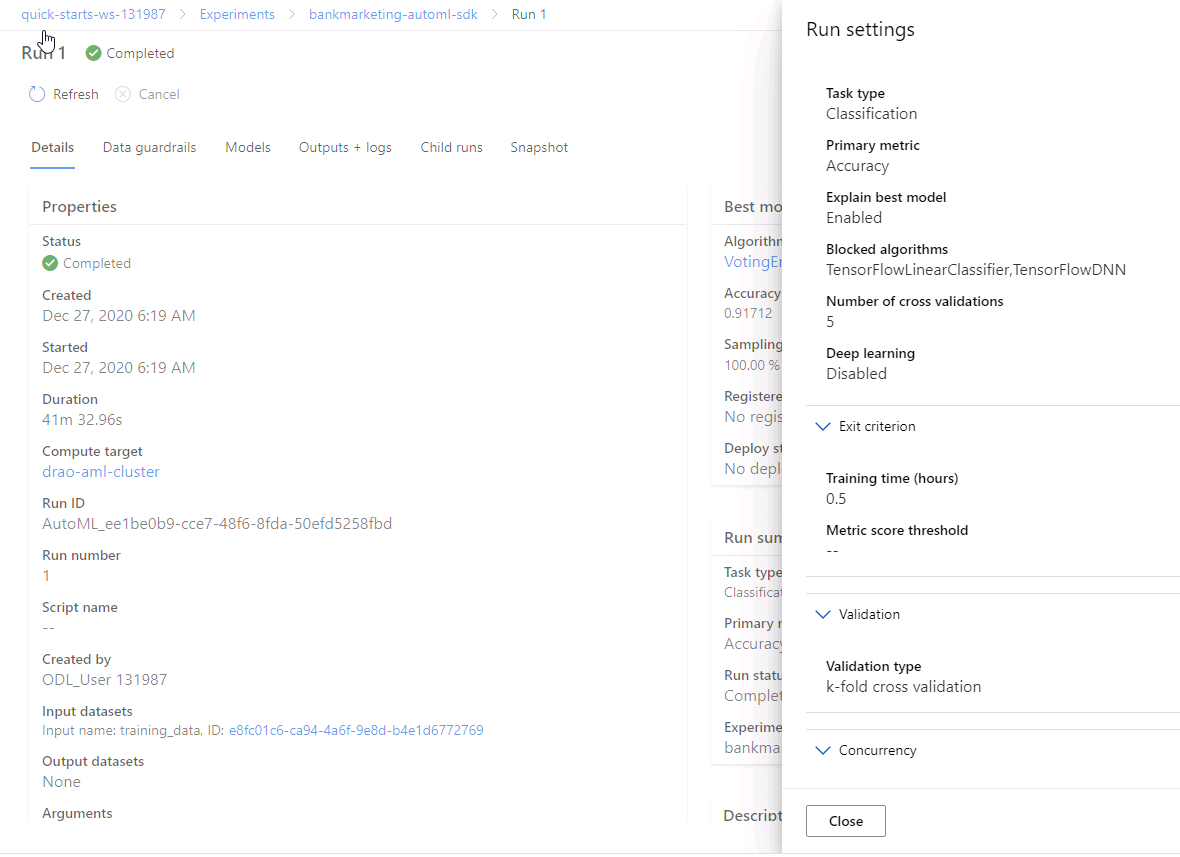 quick-starts-ws-131987 > Experiments > bankmarketing-automl-sdk > Run 1
Run 1 Completed
Refresh Cancel
Details Data guardrails Models Outputs + logs Child runs Snapshot
Properties
Status
Completed
Created
Dec 27, 2020 6:19 AM
Started
Dec 27, 2020 6:19 AM
Duration
41m 32.96s
Compute target
drao-aml-cluster
Run ID
AutoML_ee1be0b9-cce7-48f6-8fda-50efd5258fbd
Run number
1
Script name
--
Created by
ODL_User 131987
Input datasets
Input name: training_data, ID: e8fc01c6-ca94-4a6f-9e8d-b4e1d6772769
Output datasets
None
Arguments
Best mo
Algorithn
VotingEn
Accuracy
0.91712
Sampling
100.00 %
Registere
No regis
Deploy st
No depl
Run sum
Task type
Classificat
Primary m
Accuracy
Run statu
Complet
Experime
bankma
Descript
Run settings
Task type
Classification
Primary metric
Accuracy
Explain best model
Enabled
Blocked algorithms
TensorFlowLinearClassifier,TensorFlowDNN
Number of cross validations
5
Deep learning
Disabled
Exit criterion
Training time (hours)
0.5
Metric score threshold
--
Validation
Validation type
k-fold cross validation
Concurrency
Close